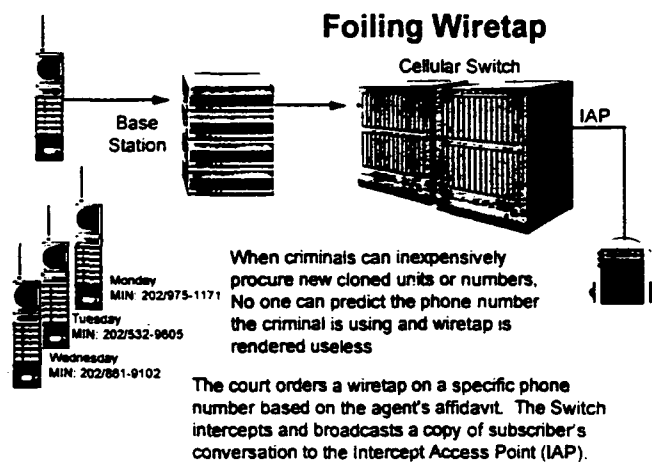 Foiling Wiretap
Cellular Switch
Base
Station
IAP
Monday
MIN: 202/975-1171
Tuesday
MIN: 202/532-9605
Wednesday
MIN: 202/861-9102
When criminals can inexpensively
procure new cloned units or numbers,
No one can predict the phone number
the criminal is using and wiretap is
rendered useless
The court orders a wiretap on a specific phone
number based on the agent's affidavit. The Switch
intercepts and broadcasts a copy of subscriber's
conversation to the Intercept Access Point (IAP).